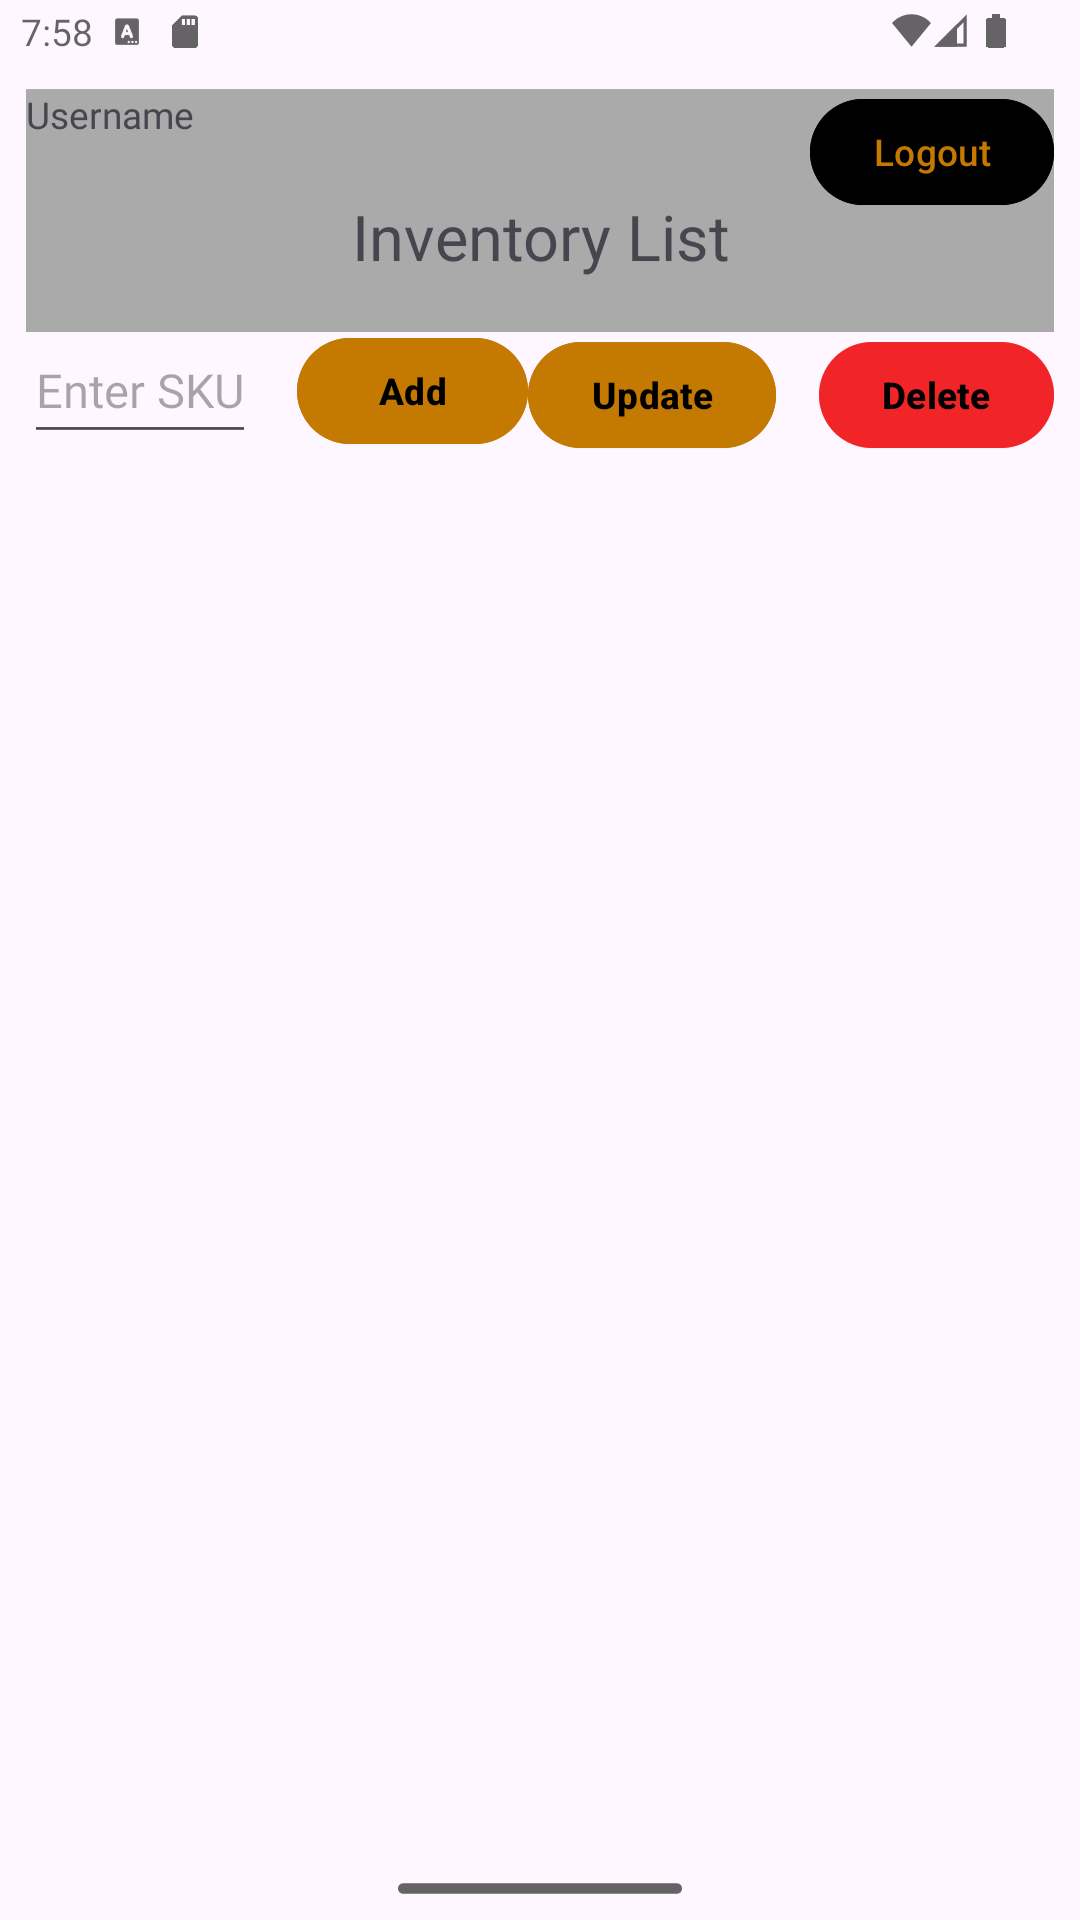 7:58
Username
Logout
Inventory List
Enter SKU
Add
Update
Delete